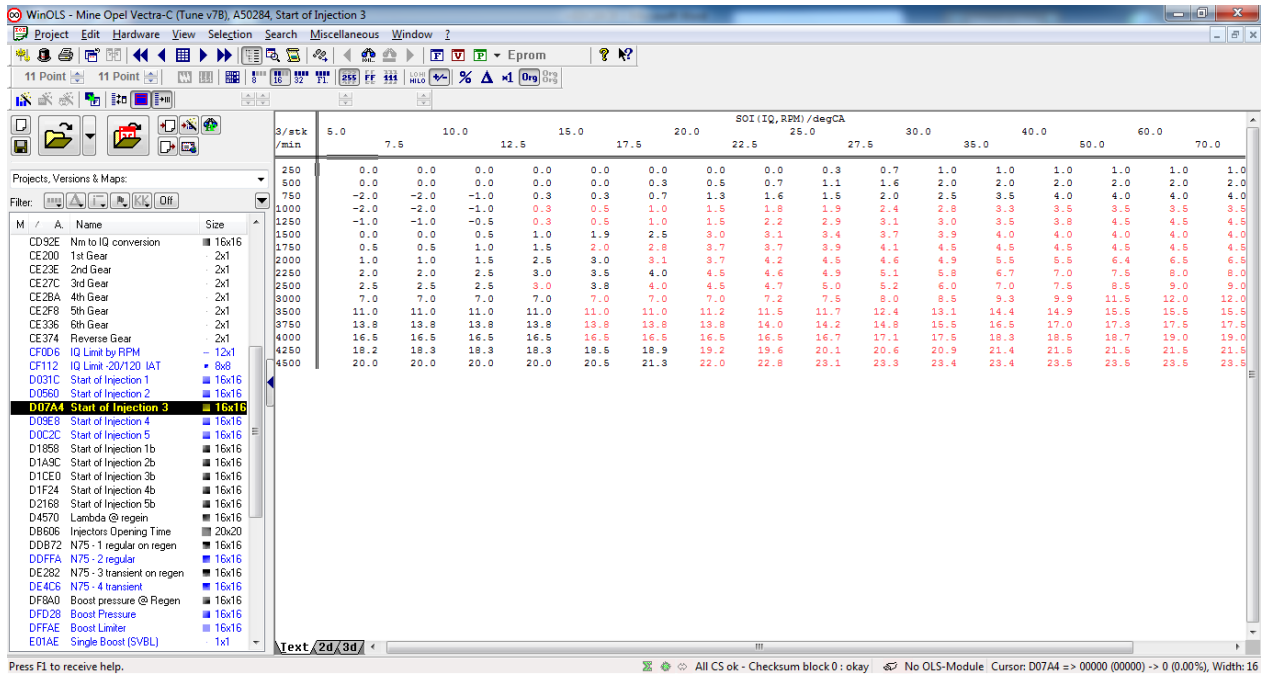 WinOLS - Mine Opel Vectra-C (Tune v7B), A50284, Start of Injection 3
Project Edit Hardware View Selection Search Miscellaneous Window ?
F V P Eprom
11 Point 11 Point 8 16 32 Fl. 255 FF 111 LOHI HILO +/- % Δ ×1 Org Org
Projects, Versions & Maps:
Filter: KK Off
M / A. Name Size
CD92E Nm to IQ conversion 16x16
CE200 1st Gear 2x1
CE23E 2nd Gear 2x1
CE27C 3rd Gear 2x1
CE2BA 4th Gear 2x1
CE2F8 5th Gear 2x1
CE336 6th Gear 2x1
CE374 Reverse Gear 2x1
CF0D6 IQ Limit by RPM 12x1
CF112 IQ Limit -20/120 IAT 8x8
D031C Start of Injection 1 16x16
D0560 Start of Injection 2 16x16
D07A4 Start of Injection 3 16x16
D09E8 Start of Injection 4 16x16
D0C2C Start of Injection 5 16x16
D1858 Start of Injection 1b 16x16
D1A9C Start of Injection 2b 16x16
D1CE0 Start of Injection 3b 16x16
D1F24 Start of Injection 4b 16x16
D2168 Start of Injection 5b 16x16
D4570 Lambda @ regein 16x16
DB606 Injectors Opening Time 20x20
DDB72 N75 - 1 regular on regen 16x16
DDFFA N75 - 2 regular 16x16
DE282 N75 - 3 transient on regen 16x16
DE4C6 N75 - 4 transient 16x16
DF8A0 Boost pressure @ Regen 16x16
DFD28 Boost Pressure 16x16
DFFAE Boost Limiter 16x16
E01AE Single Boost (SVBL) 1x1
SOI(IQ,RPM)/degCA
3/stk 5.0 10.0 15.0 20.0 25.0 30.0 40.0 60.0
/min 7.5 12.5 17.5 22.5 27.5 35.0 50.0 70.0
250 0.0 0.0 0.0 0.0 0.0 0.0 0.0 0.0 0.3 0.7 1.0 1.0 1.0 1.0 1.0
500 0.0 0.0 0.0 0.0 0.0 0.3 0.5 0.7 1.1 1.6 2.0 2.0 2.0 2.0 2.0
750 -2.0 -2.0 -1.0 0.3 0.3 0.7 1.3 1.6 1.5 2.0 2.5 3.5 4.0 4.0 4.0
1000 -2.0 -2.0 -1.0 0.3 0.5 1.0 1.5 1.8 1.9 2.4 2.8 3.3 3.5 3.5 3.5
1250 -1.0 -1.0 -0.5 0.3 0.5 1.0 1.5 2.2 2.9 3.1 3.0 3.5 3.8 4.5 4.5
1500 0.0 0.0 0.5 1.0 1.9 2.5 3.0 3.1 3.4 3.7 3.9 4.0 4.0 4.0 4.0
1750 0.5 0.5 1.0 1.5 2.0 2.8 3.7 3.7 3.9 4.1 4.5 4.5 4.5 4.5 4.5
2000 1.0 1.0 1.5 2.5 3.0 3.1 3.7 4.2 4.5 4.6 4.9 5.5 5.5 6.4 6.5
2250 2.0 2.0 2.5 3.0 3.5 4.0 4.5 4.6 4.9 5.1 5.8 6.7 7.0 7.5 8.0
2500 2.5 2.5 2.5 3.0 3.8 4.0 4.5 4.7 5.0 5.2 6.0 7.0 7.5 8.5 9.0
3000 7.0 7.0 7.0 7.0 7.0 7.0 7.0 7.2 7.5 8.0 8.5 9.3 9.9 11.5 12.0
3500 11.0 11.0 11.0 11.0 11.0 11.0 11.2 11.5 11.7 12.4 13.1 14.4 14.9 15.5 15.5
3750 13.8 13.8 13.8 13.8 13.8 13.8 13.8 14.0 14.2 14.8 15.5 16.5 17.0 17.3 17.5
4000 16.5 16.5 16.5 16.5 16.5 16.5 16.5 16.5 16.7 17.1 17.5 18.3 18.5 18.7 19.0
4250 18.2 18.3 18.3 18.3 18.5 18.9 19.2 19.6 20.1 20.6 20.9 21.4 21.5 21.5 21.5
4500 20.0 20.0 20.0 20.0 20.5 21.3 22.0 22.8 23.1 23.3 23.4 23.4 23.5 23.5 23.5
Text 2d 3d
Press F1 to receive help. All CS ok - Checksum block 0 : okay No OLS-Module Cursor: D07A4 => 00000 (00000) -> 0 (0.00%), Width: 16